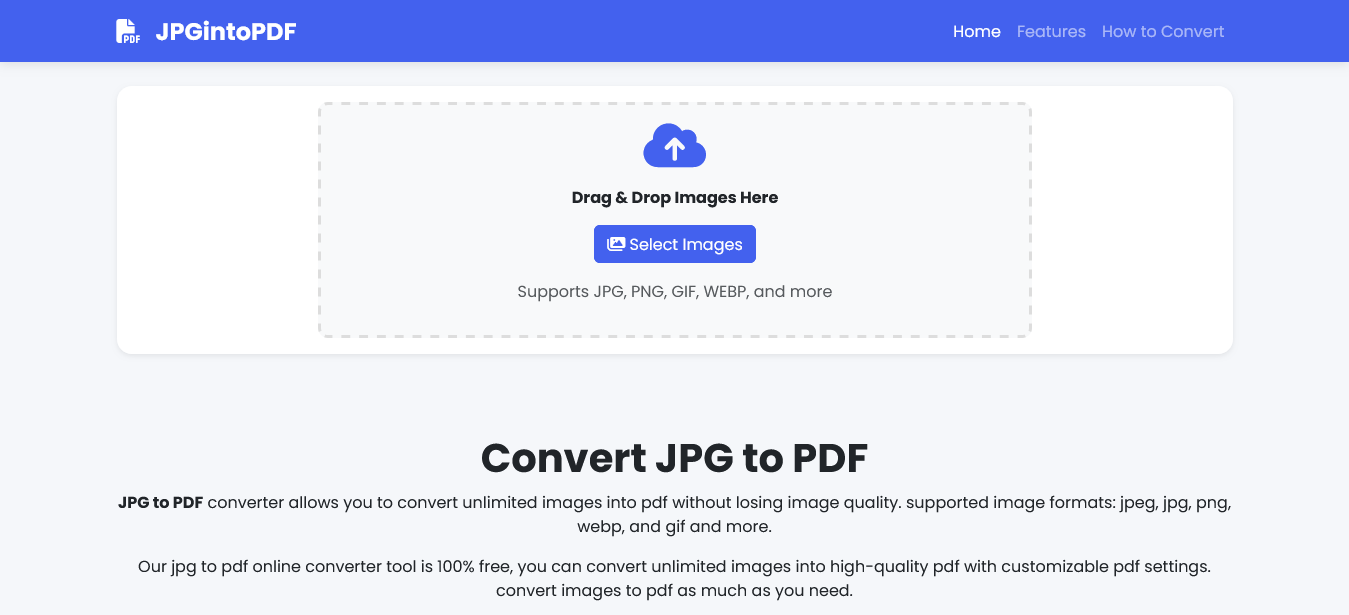 PDF JPGintoPDF
Home Features How to Convert
Drag & Drop Images Here
Select Images
Supports JPG, PNG, GIF, WEBP, and more
Convert JPG to PDF
JPG to PDF converter allows you to convert unlimited images into pdf without losing image quality. supported image formats: jpeg, jpg, png,
webp, and gif and more.
Our jpg to pdf online converter tool is 100% free, you can convert unlimited images into high-quality pdf with customizable pdf settings.
convert images to pdf as much as you need.